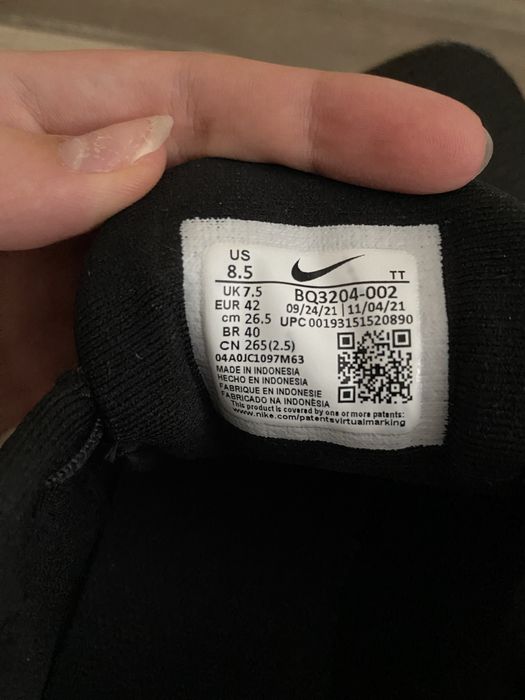 US
8.5
TT
UK 7.5
EUR 42
cm 26.5
BR 40
CN 265(2.5)
BQ3204-002
09/24/21 | 11/04/21
UPC 00193151520890
04A0JC1097M63
MADE IN INDONESIA
HECHO EN INDONESIA
FABRIQUE EN INDONESIE
FABRICADO NA INDONÈSIA
This product is covered by one or more patents:
www.nike.com/patentsvirtualmarking